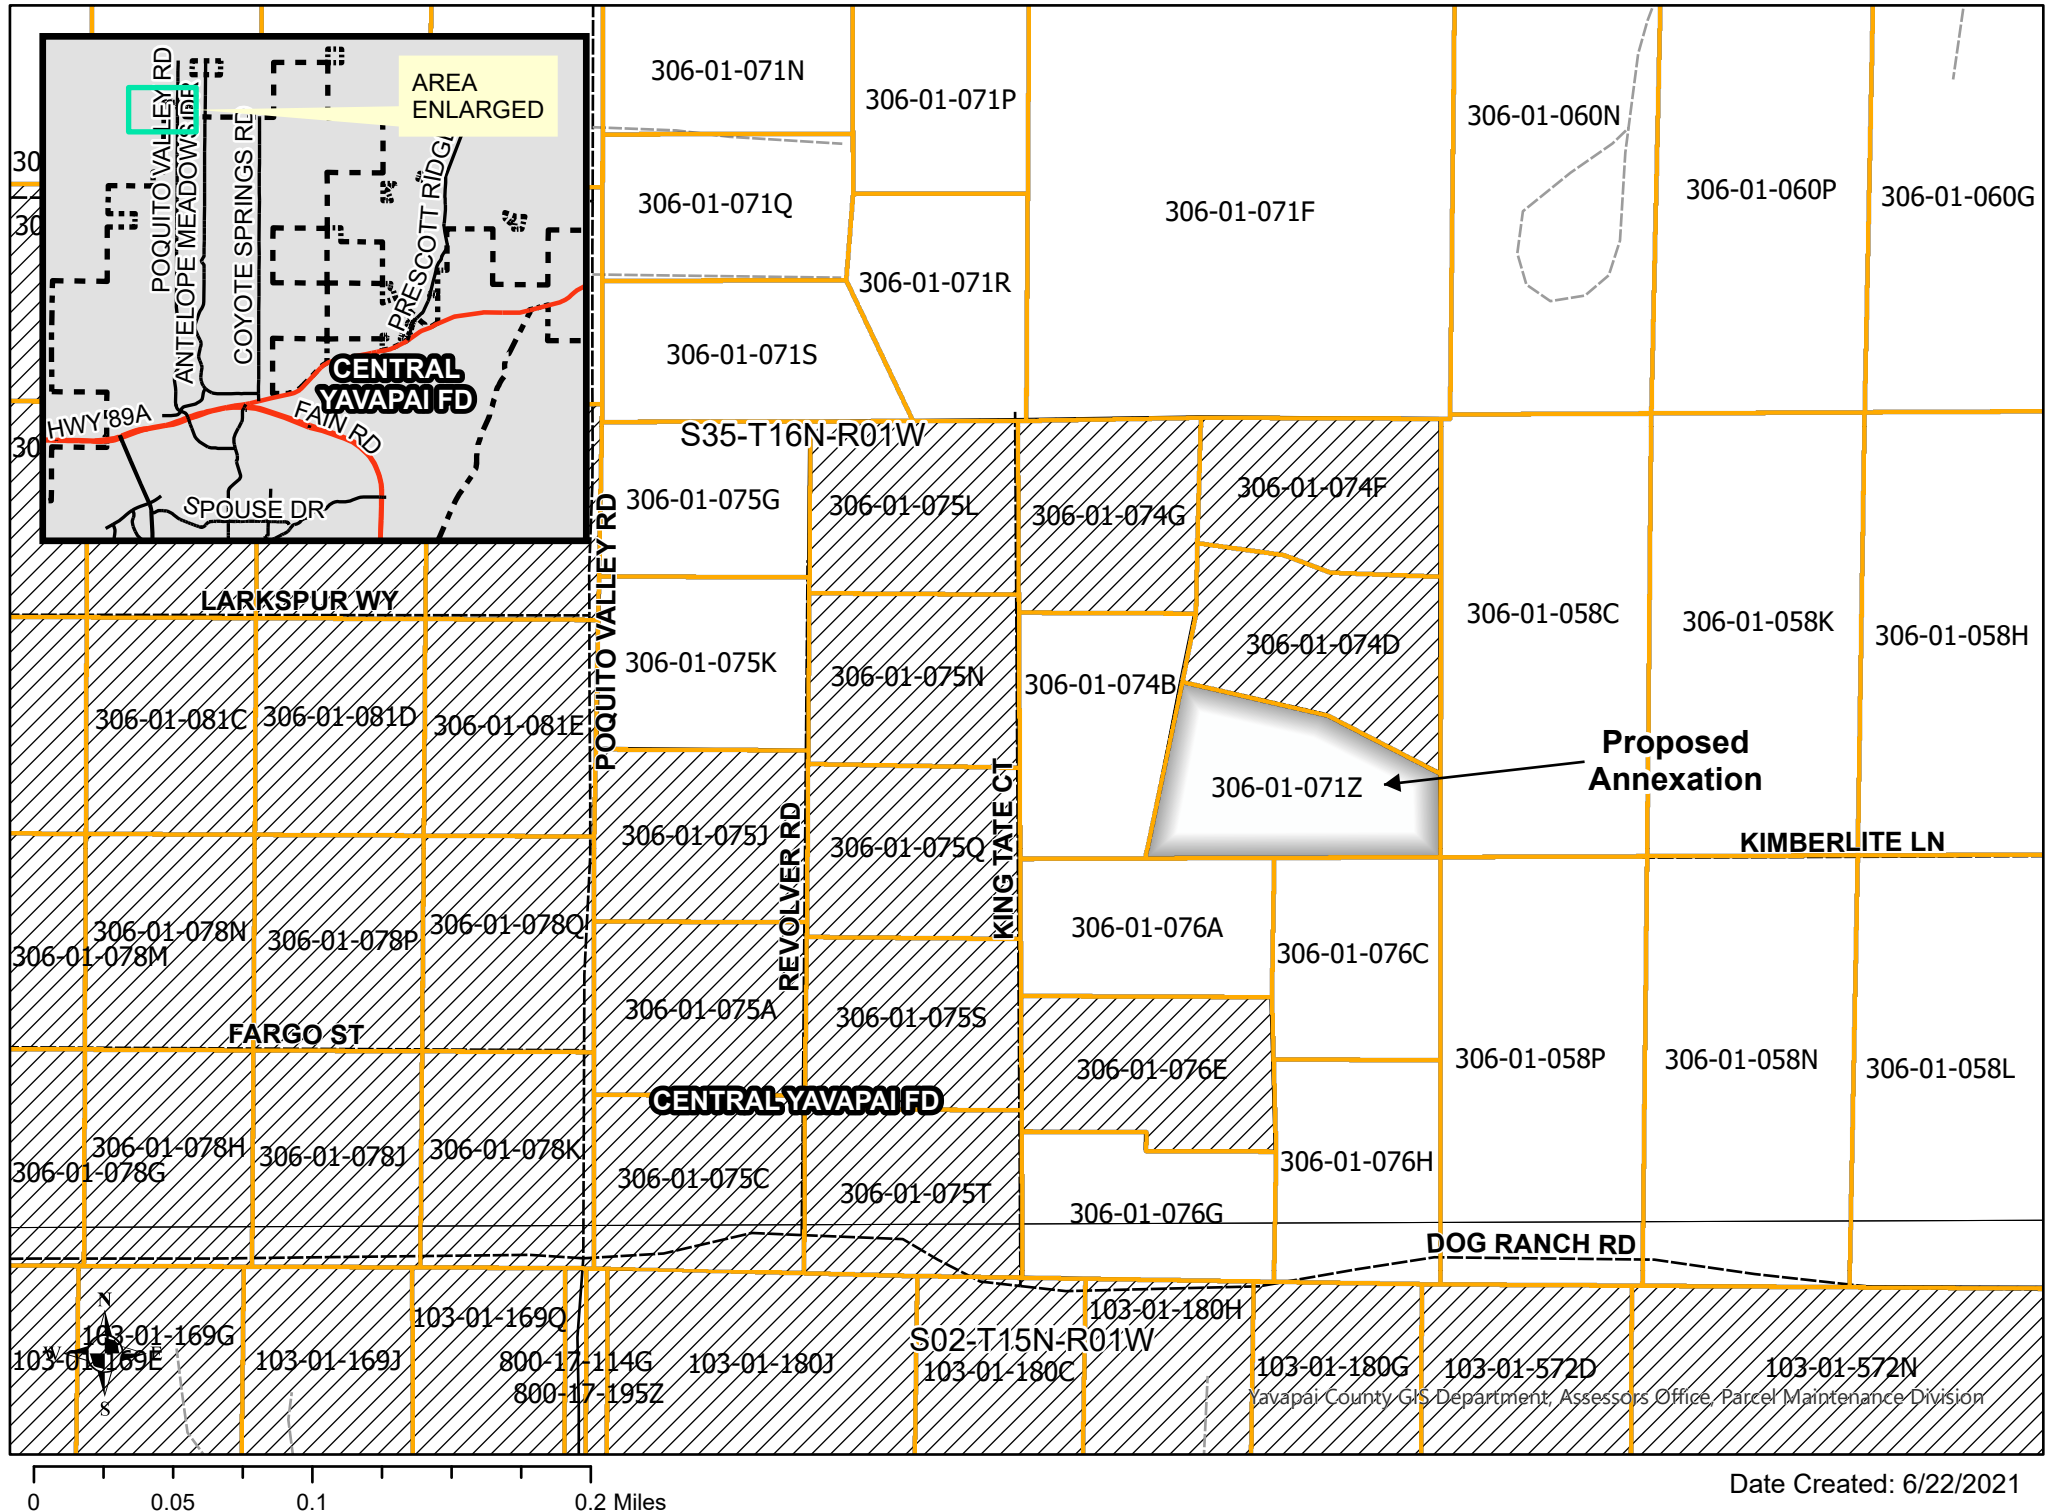 POQUITO VALLEY RD
ANTELOPE MEADOWS DR
COYOTE SPRINGS RD
AREA
ENLARGED
CENTRAL
YAVAPAI FD
HWY 89A
FAIN RD
SPOUSE DR
30
30
30
306-01-071N
306-01-071P
306-01-060N
306-01-071Q
306-01-071F
306-01-060P
306-01-060G
306-01-071R
306-01-071S
S35-T16N-R01W
306-01-075G
306-01-075L
306-01-074G
306-01-074F
POQUITO VALLEY RD
LARKSPUR WY
306-01-075K
306-01-075N
306-01-074B
306-01-074D
306-01-058C
306-01-058K
306-01-058H
306-01-081C
306-01-081D
306-01-081E
Proposed
Annexation
306-01-071Z
KIMBERLITE LN
306-01-075J
REVOLVER RD
306-01-075Q
KING TATE CT
306-01-078N
306-01-078M
306-01-078P
306-01-078Q
306-01-076A
306-01-076C
306-01-075A
306-01-075S
FARGO ST
306-01-076E
306-01-058P
306-01-058N
306-01-058L
CENTRAL YAVAPAI FD
306-01-078H
306-01-078G
306-01-078J
306-01-078K
306-01-075C
306-01-075T
306-01-076H
306-01-076G
DOG RANCH RD
N
W
E
S
103-01-169G
103-01-169E
103-01-169J
103-01-169Q
800-17-114G
800-17-195Z
103-01-180J
103-01-180H
S02-T15N-R01W
103-01-180C
103-01-180G
103-01-572D
103-01-572N
Yavapai County GIS Department, Assessors Office, Parcel Maintenance Division
0
0.05
0.1
0.2 Miles
Date Created: 6/22/2021